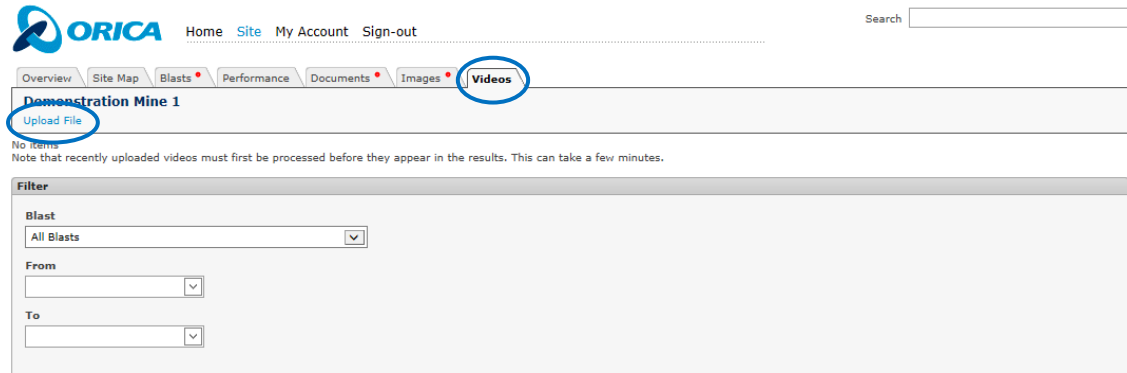 ORICA
Home Site My Account Sign-out
Search
Overview Site Map Blasts Performance Documents Images Videos
Demonstration Mine 1
Upload File
No items
Note that recently uploaded videos must first be processed before they appear in the results. This can take a few minutes.
Filter
Blast
All Blasts
From
To